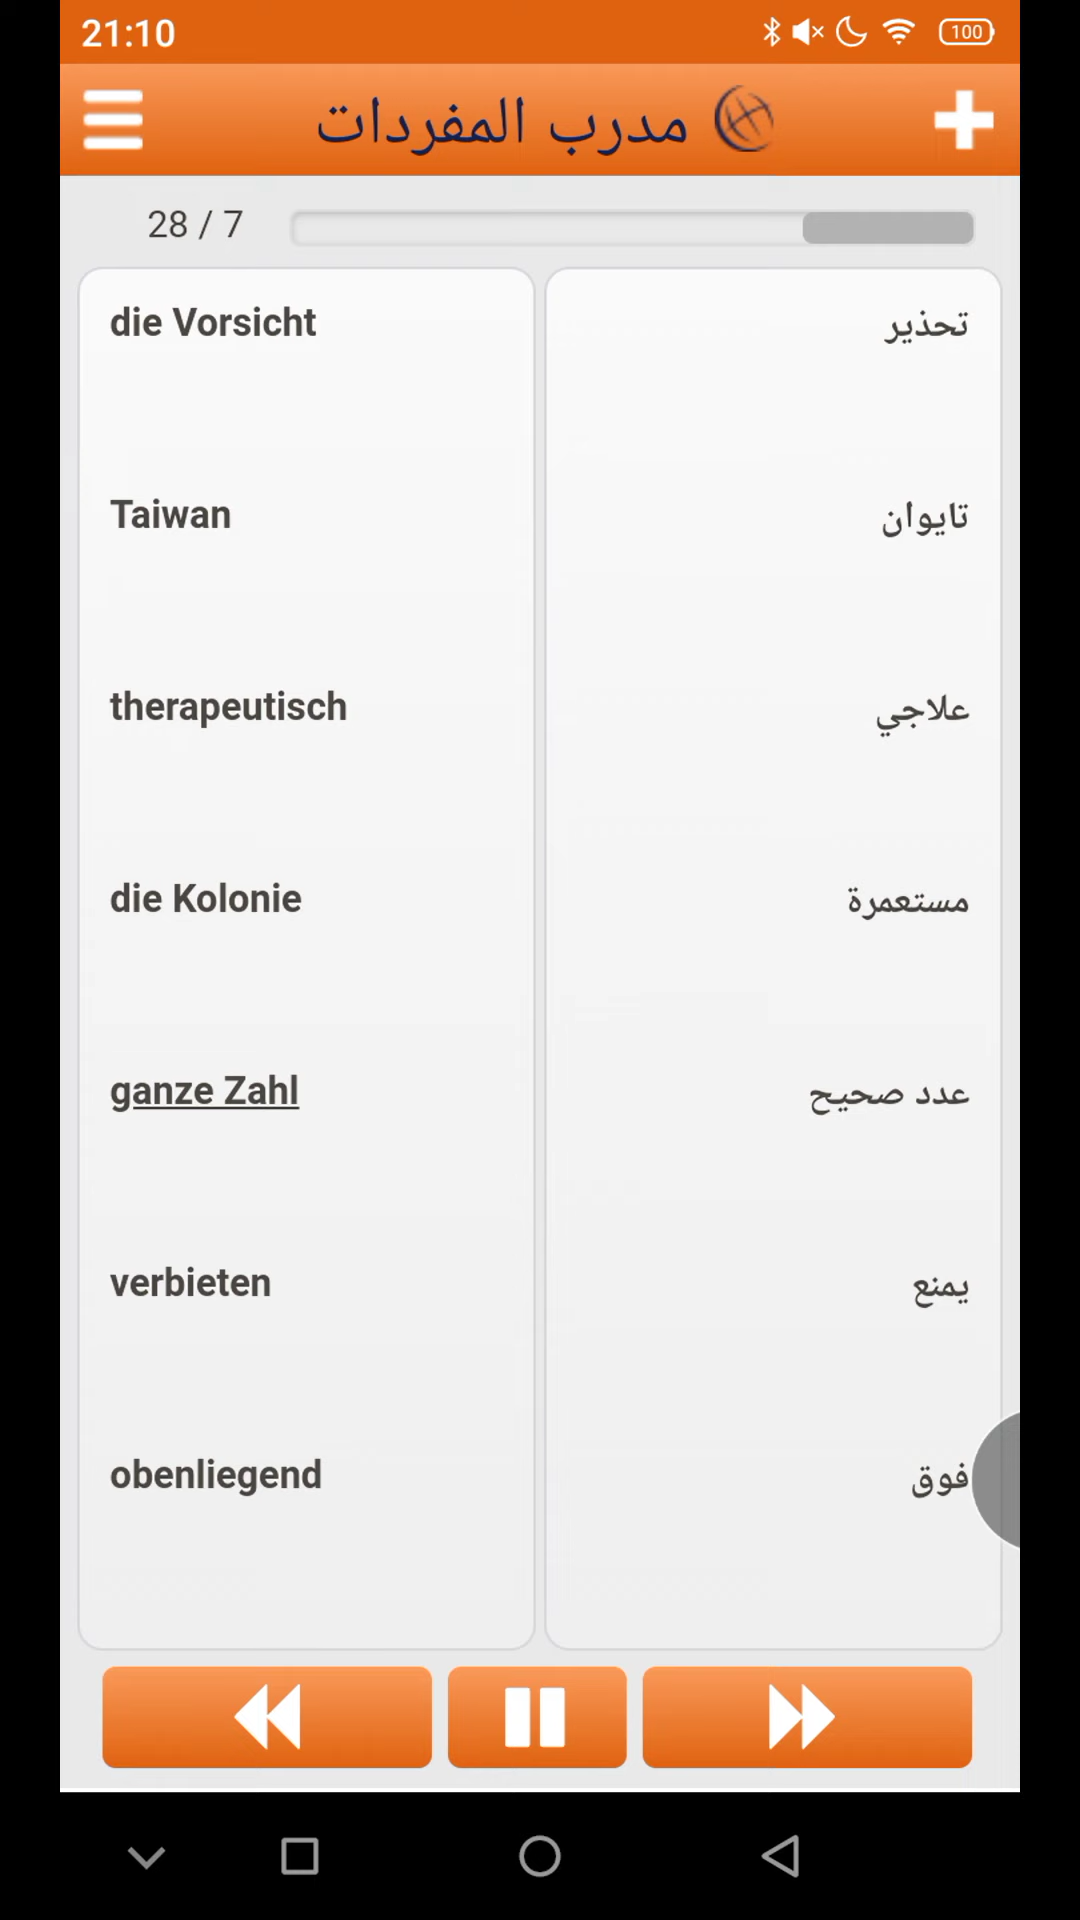 21:10
100
مدرب المفردات
28 / 7
die Vorsicht
تحذير
Taiwan
تايوان
therapeutisch
علاجي
die Kolonie
مستعمرة
ganze Zahl
عدد صحيح
verbieten
يمنع
obenliegend
فوق